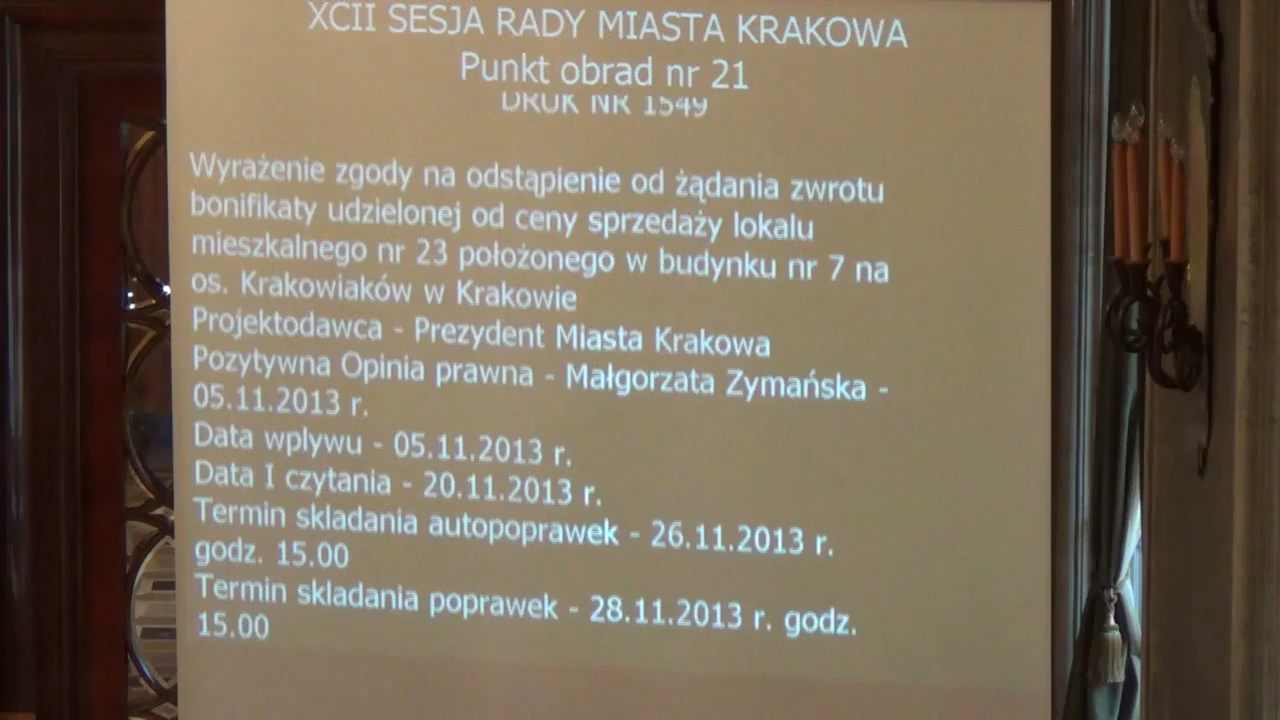 XCII SESJA RADY MIASTA KRAKOWA
Punkt obrad nr 21
DRUK NR 1549
Wyrażenie zgody na odstąpienie od żądania zwrotu
bonifikaty udzielonej od ceny sprzedaży lokalu
mieszkalnego nr 23 położonego w budynku nr 7 na
os. Krakowiaków w Krakowie
Projektodawca - Prezydent Miasta Krakowa
Pozytywna Opinia prawna - Małgorzata Zymańska -
05.11.2013 r.
Data wplywu - 05.11.2013 r.
Data I czytania - 20.11.2013 r.
Termin skladania autopoprawek - 26.11.2013 r.
godz. 15.00
Termin skladania poprawek - 28.11.2013 r. godz.
15.00